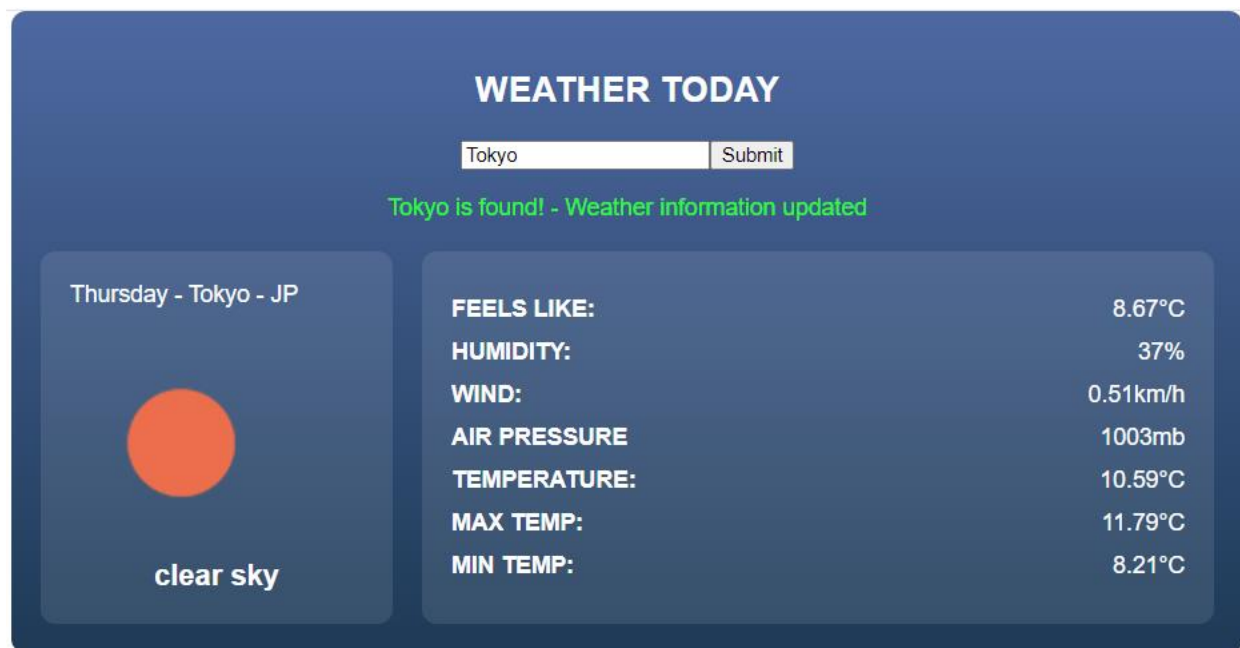 WEATHER TODAY
Tokyo Submit
Tokyo is found! - Weather information updated
Thursday - Tokyo - JP
clear sky
FEELS LIKE: 8.67°C
HUMIDITY: 37%
WIND: 0.51km/h
AIR PRESSURE 1003mb
TEMPERATURE: 10.59°C
MAX TEMP: 11.79°C
MIN TEMP: 8.21°C